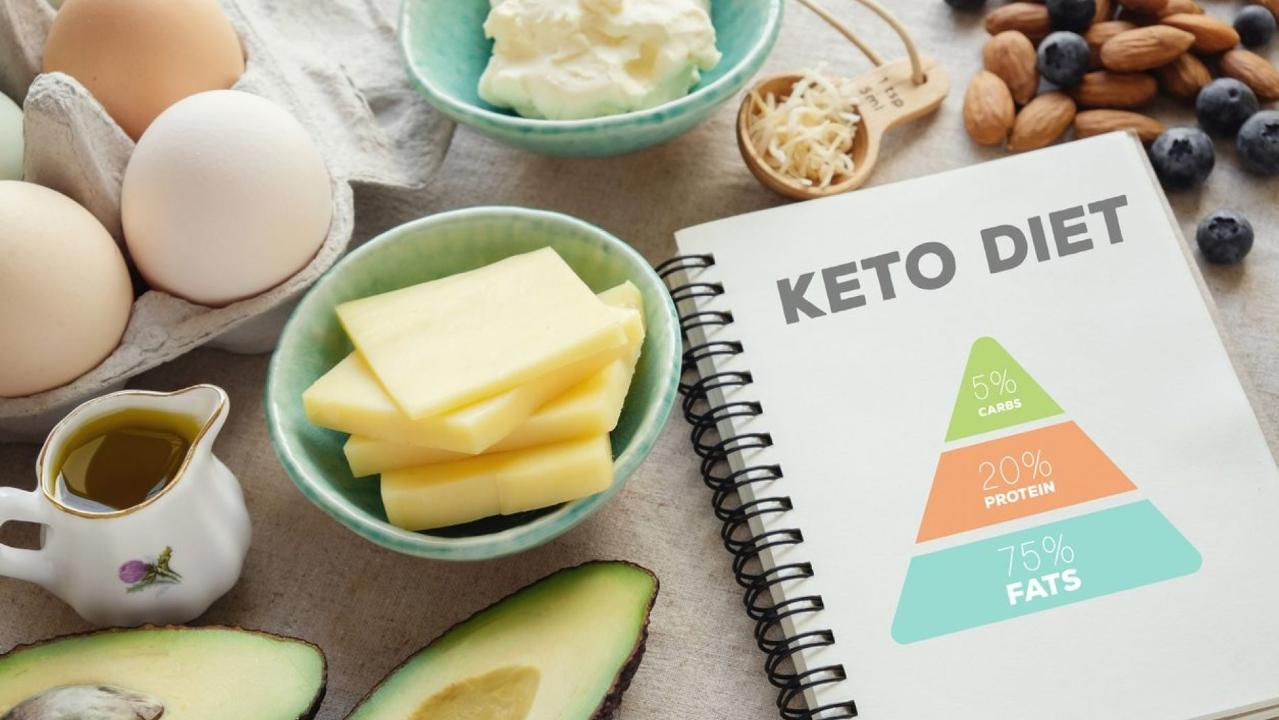 1 tsp
5ml
KETO DIET
5%
CARBS
20%
PROTEIN
75%
FATS